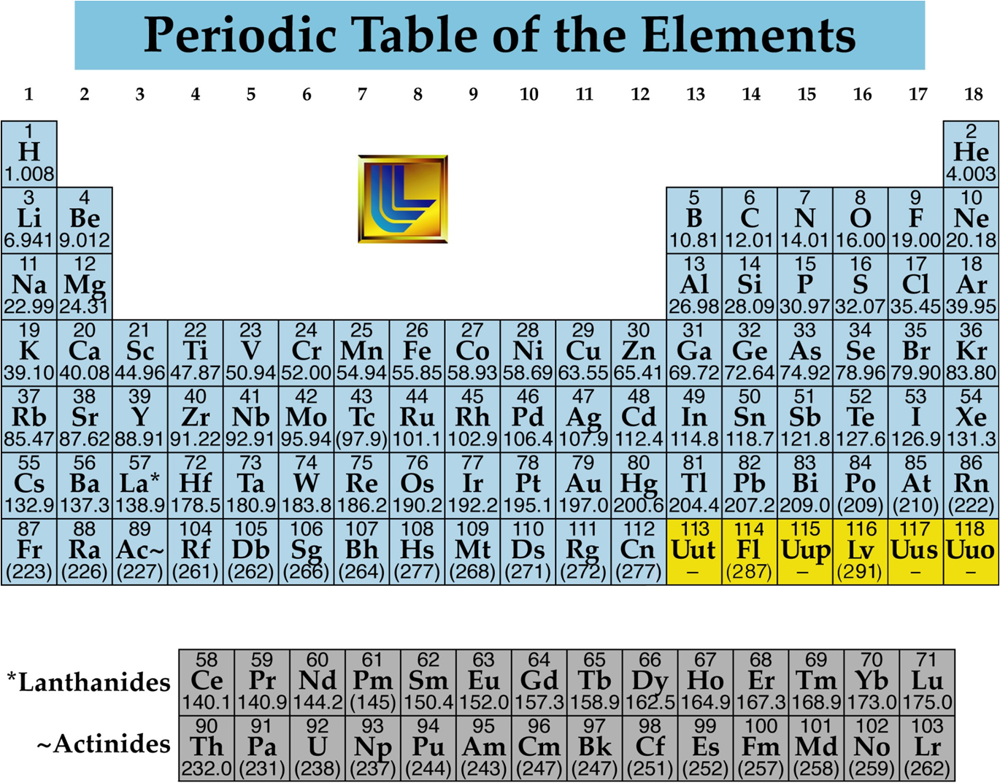 Periodic Table of the Elements
1 2 3 4 5 6 7 8 9 10 11 12 13 14 15 16 17 18
1 2
H He
1.008 4.003
3 4 5 6 7 8 9 10
Li Be B C N O F Ne
6.941 9.012 10.81 12.01 14.01 16.00 19.00 20.18
11 12 13 14 15 16 17 18
Na Mg Al Si P S Cl Ar
22.99 24.31 26.98 28.09 30.97 32.07 35.45 39.95
19 20 21 22 23 24 25 26 27 28 29 30 31 32 33 34 35 36
K Ca Sc Ti V Cr Mn Fe Co Ni Cu Zn Ga Ge As Se Br Kr
39.10 40.08 44.96 47.87 50.94 52.00 54.94 55.85 58.93 58.69 63.55 65.41 69.72 72.64 74.92 78.96 79.90 83.80
37 38 39 40 41 42 43 44 45 46 47 48 49 50 51 52 53 54
Rb Sr Y Zr Nb Mo Tc Ru Rh Pd Ag Cd In Sn Sb Te I Xe
85.47 87.62 88.91 91.22 92.91 95.94 (97.9) 101.1 102.9 106.4 107.9 112.4 114.8 118.7 121.8 127.6 126.9 131.3
55 56 57 72 73 74 75 76 77 78 79 80 81 82 83 84 85 86
Cs Ba La* Hf Ta W Re Os Ir Pt Au Hg Tl Pb Bi Po At Rn
132.9 137.3 138.9 178.5 180.9 183.8 186.2 190.2 192.2 195.1 197.0 200.6 204.4 207.2 209.0 (209) (210) (222)
87 88 89 104 105 106 107 108 109 110 111 112 113 114 115 116 117 118
Fr Ra Ac~ Rf Db Sg Bh Hs Mt Ds Rg Cn Uut Fl Uup Lv Uus Uuo
(223) (226) (227) (261) (262) (266) (264) (277) (268) (271) (272) (277) – (287) – (291) – –
58 59 60 61 62 63 64 65 66 67 68 69 70 71
*Lanthanides Ce Pr Nd Pm Sm Eu Gd Tb Dy Ho Er Tm Yb Lu
140.1 140.9 144.2 (145) 150.4 152.0 157.3 158.9 162.5 164.9 167.3 168.9 173.0 175.0
90 91 92 93 94 95 96 97 98 99 100 101 102 103
~Actinides Th Pa U Np Pu Am Cm Bk Cf Es Fm Md No Lr
232.0 (231) (238) (237) (244) (243) (247) (247) (251) (252) (257) (258) (259) (262)